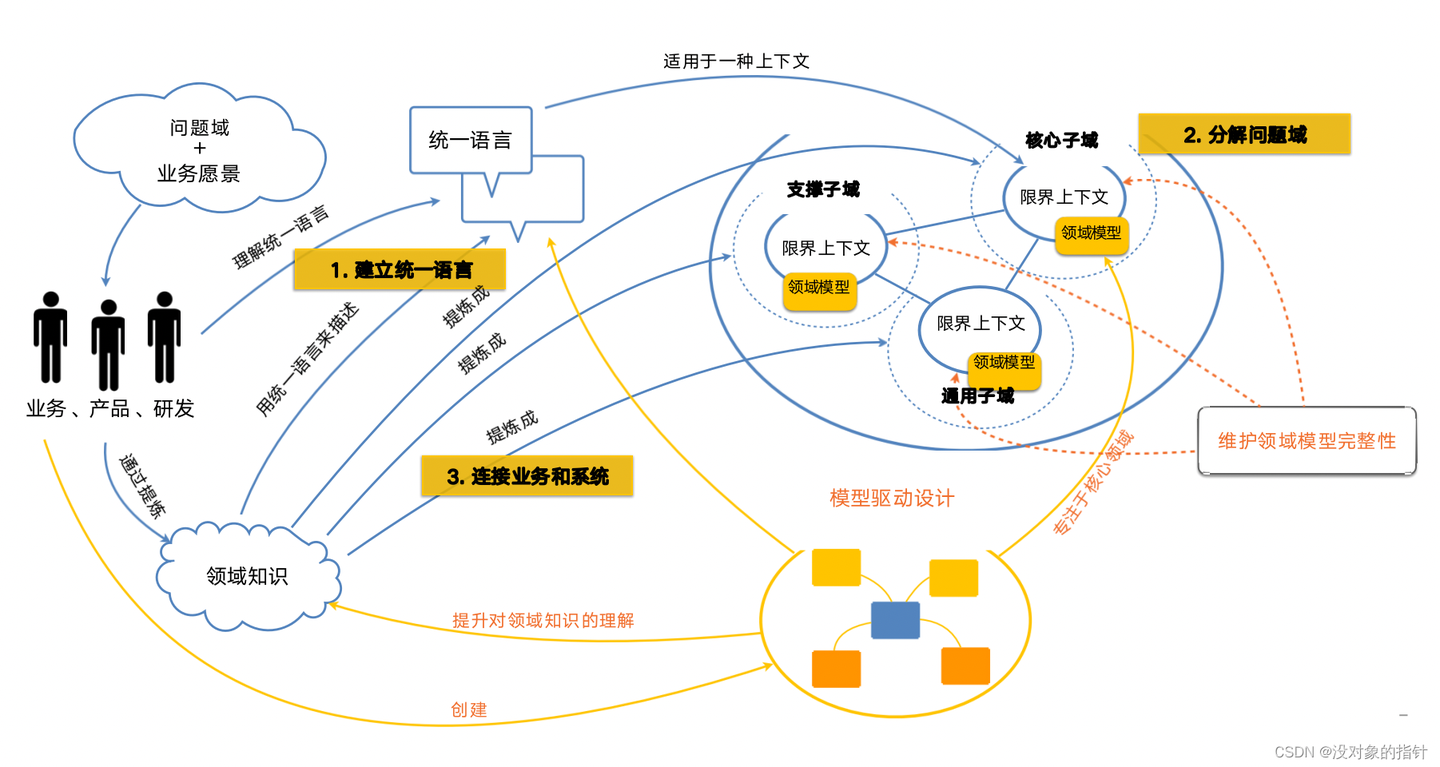 适用于一种上下文
问题域
+
业务愿景
统一语言
核心子域
2. 分解问题域
支撑子域
限界上下文
领域模型
限界上下文
领域模型
理解统一语言
1. 建立统一语言
提炼成
用统一语言来描述
提炼成
限界上下文
领域模型
通用子域
业务、产品、研发
提炼成
维护领域模型完整性
通过提炼
3. 连接业务和系统
模型驱动设计
专注于核心领域
领域知识
提升对领域知识的理解
创建
CSDN @没对象的指针